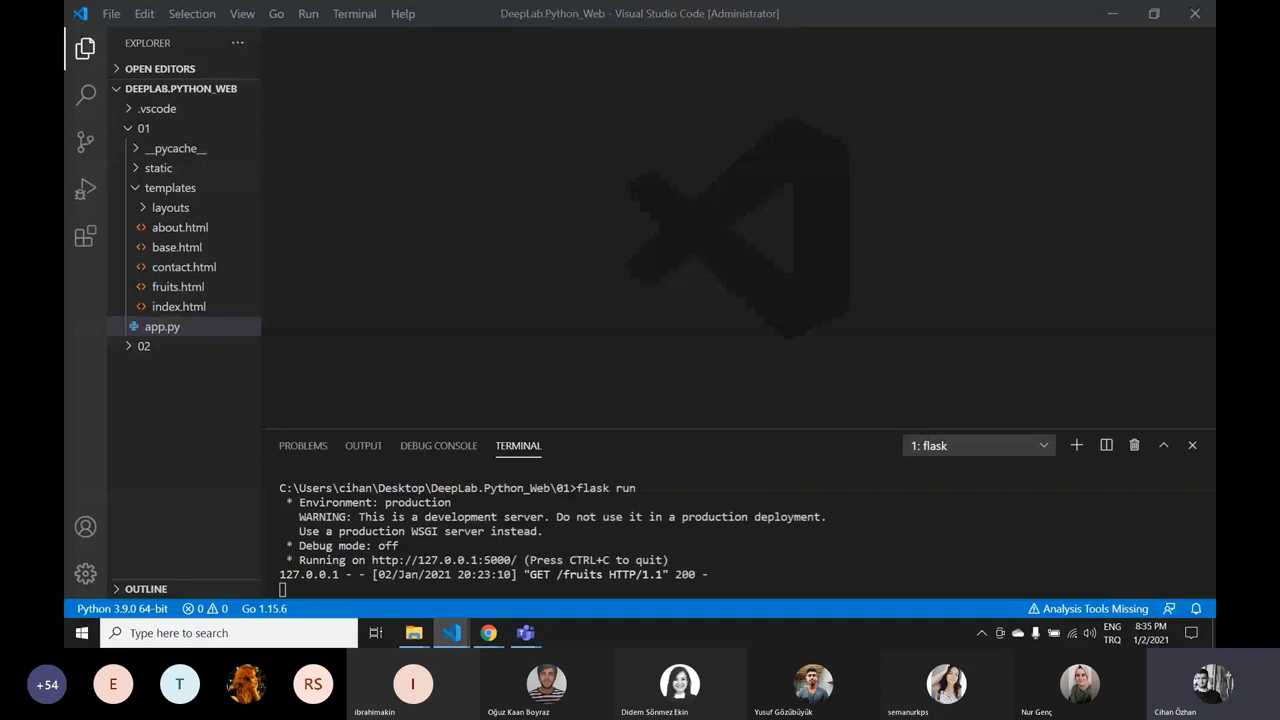 File Edit Selection View Go Run Terminal Help
DeepLab.Python_Web - Visual Studio Code [Administrator]
EXPLORER
OPEN EDITORS
DEEPLAB.PYTHON_WEB
.vscode
01
__pycache__
static
templates
layouts
about.html
base.html
contact.html
fruits.html
index.html
app.py
02
OUTLINE
PROBLEMS OUTPUT DEBUG CONSOLE TERMINAL
1: flask
C:\Users\cihan\Desktop\DeepLab.Python_Web\01>flask run
* Environment: production
WARNING: This is a development server. Do not use it in a production deployment.
Use a production WSGI server instead.
* Debug mode: off
* Running on http://127.0.0.1:5000/ (Press CTRL+C to quit)
127.0.0.1 - - [02/Jan/2021 20:23:10] "GET /fruits HTTP/1.1" 200 -
Python 3.9.0 64-bit 0 0 Go 1.15.6
Analysis Tools Missing
Type here to search
ENG
TRQ
8:35 PM
1/2/2021
+54 E T RS I
ibrahimakin Oğuz Kaan Boyraz Didem Sönmez Ekin Yusuf Gözübüyük semanurkps Nur Genç Cihan Özhan